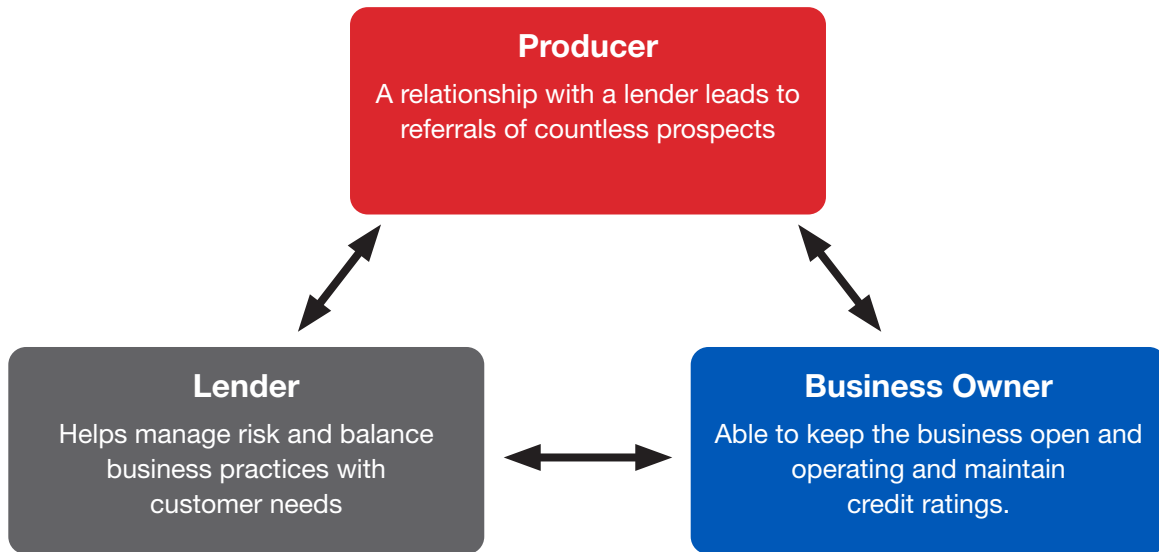 Producer
A relationship with a lender leads to
referrals of countless prospects
Lender
Helps manage risk and balance
business practices with
customer needs
Business Owner
Able to keep the business open and
operating and maintain
credit ratings.